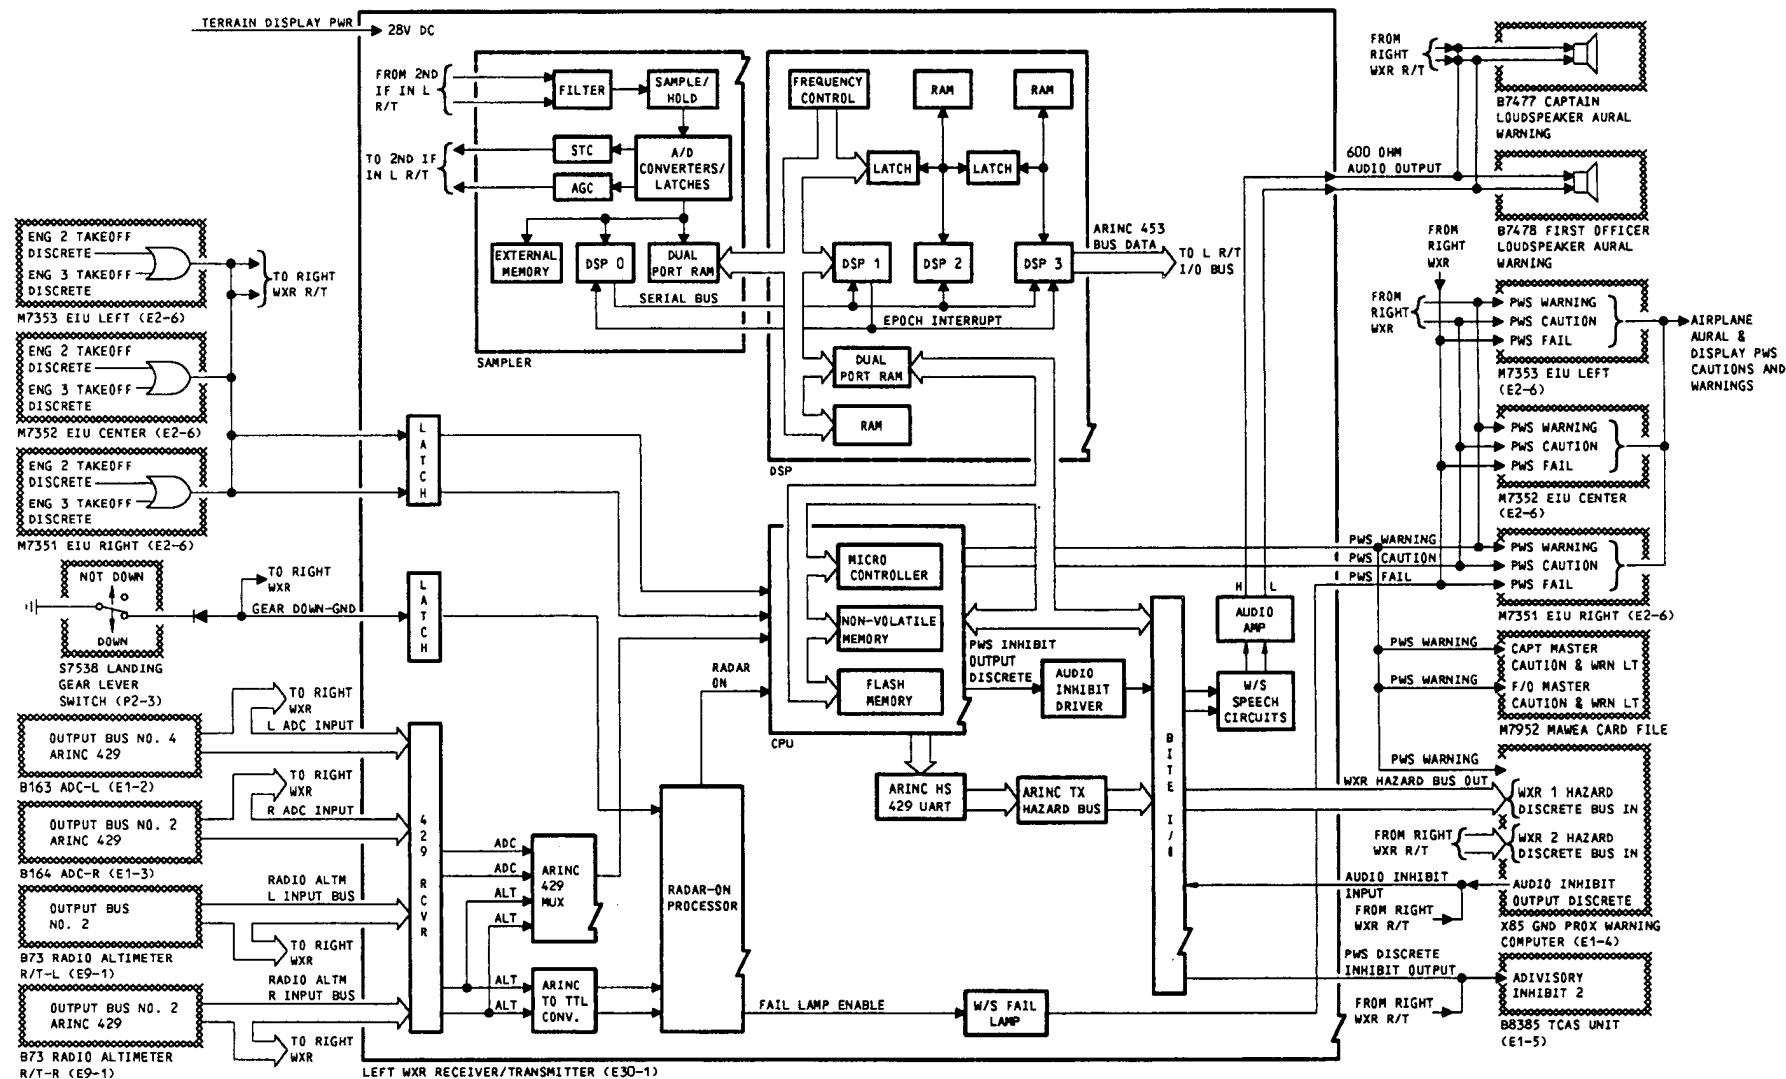 TERRAIN DISPLAY PWR
28V DC
FROM 2ND
IF IN L
R/T
FILTER
SAMPLE/
HOLD
TO 2ND IF
IN L R/T
STC
AGC
A/D
CONVERTERS/
LATCHES
EXTERNAL
MEMORY
DSP 0
DUAL
PORT RAM
SERIAL BUS
EPOCH INTERRUPT
SAMPLER
FREQUENCY
CONTROL
RAM
RAM
LATCH
LATCH
DSP 1
DSP 2
DSP 3
ARINC 453
BUS DATA
TO L R/T
I/O BUS
DUAL
PORT RAM
RAM
DSP
ENG 2 TAKEOFF
DISCRETE
ENG 3 TAKEOFF
DISCRETE
M7353 EIU LEFT (E2-6)
TO RIGHT
WXR R/T
ENG 2 TAKEOFF
DISCRETE
ENG 3 TAKEOFF
DISCRETE
M7352 EIU CENTER (E2-6)
ENG 2 TAKEOFF
DISCRETE
ENG 3 TAKEOFF
DISCRETE
M7351 EIU RIGHT (E2-6)
LATCH
NOT DOWN
DOWN
S7538 LANDING
GEAR LEVER
SWITCH (P2-3)
TO RIGHT
WXR
GEAR DOWN-GND
LATCH
OUTPUT BUS NO. 4
ARINC 429
B163 ADC-L (E1-2)
TO RIGHT
WXR
L ADC INPUT
OUTPUT BUS NO. 2
ARINC 429
B164 ADC-R (E1-3)
TO RIGHT
WXR
R ADC INPUT
OUTPUT BUS
NO. 2
B73 RADIO ALTIMETER
R/T-L (E9-1)
RADIO ALTM
L INPUT BUS
TO RIGHT
WXR
OUTPUT BUS NO. 2
ARINC 429
B73 RADIO ALTIMETER
R/T-R (E9-1)
RADIO ALTM
R INPUT BUS
TO RIGHT
WXR
429 RCVR
ADC
ADC
ALT
ALT
ARINC
429
MUX
ALT
ALT
ARINC
TO TTL
CONV.
RADAR-ON
PROCESSOR
RADAR
ON
FAIL LAMP ENABLE
W/S FAIL
LAMP
MICRO
CONTROLLER
NON-VOLATILE
MEMORY
FLASH
MEMORY
CPU
PWS INHIBIT
OUTPUT
DISCRETE
AUDIO
INHIBIT
DRIVER
ARINC HS
429 UART
ARINC TX
HAZARD BUS
BITE I/O
H L
AUDIO
AMP
W/S
SPEECH
CIRCUITS
LEFT WXR RECEIVER/TRANSMITTER (E30-1)
FROM
RIGHT
WXR R/T
B7477 CAPTAIN
LOUDSPEAKER AURAL
WARNING
600 OHM
AUDIO OUTPUT
B7478 FIRST OFFICER
LOUDSPEAKER AURAL
WARNING
FROM
RIGHT
WXR
FROM
RIGHT
WXR
PWS WARNING
PWS CAUTION
PWS FAIL
M7353 EIU LEFT
(E2-6)
AIRPLANE
AURAL &
DISPLAY PWS
CAUTIONS AND
WARNINGS
PWS WARNING
PWS CAUTION
PWS FAIL
M7352 EIU CENTER
(E2-6)
PWS WARNING
PWS CAUTION
PWS FAIL
PWS WARNING
PWS CAUTION
PWS FAIL
M7351 EIU RIGHT (E2-6)
PWS WARNING
CAPT MASTER
CAUTION & WRN LT
PWS WARNING
F/O MASTER
CAUTION & WRN LT
M7952 MAWEA CARD FILE
PWS WARNING
WXR HAZARD BUS OUT
WXR 1 HAZARD
DISCRETE BUS IN
FROM RIGHT
WXR R/T
WXR 2 HAZARD
DISCRETE BUS IN
AUDIO INHIBIT
INPUT
AUDIO INHIBIT
OUTPUT DISCRETE
FROM RIGHT
WXR R/T
X85 GND PROX WARNING
COMPUTER (E1-4)
PWS DISCRETE
INHIBIT OUTPUT
ADIVISORY
INHIBIT 2
FROM RIGHT
WXR R/T
B8385 TCAS UNIT
(E1-5)